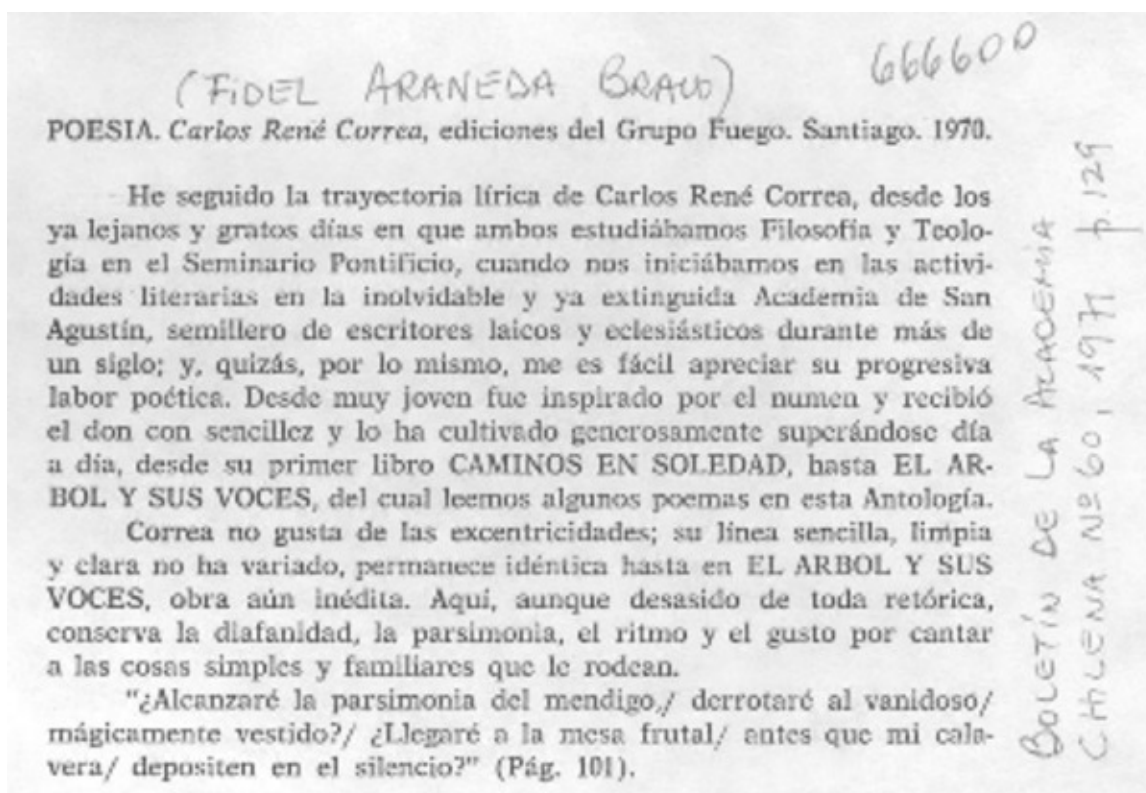 (FIDEL ARANEDA BRAVO)
666600
POESIA. Carlos René Correa, ediciones del Grupo Fuego. Santiago. 1970.
He seguido la trayectoria lírica de Carlos René Correa, desde los
ya lejanos y gratos días en que ambos estudiábamos Filosofía y Teolo-
gía en el Seminario Pontificio, cuando nos iniciábamos en las activi-
dades literarias en la inolvidable y ya extinguida Academia de San
Agustín, semillero de escritores laicos y eclesiásticos durante más de
un siglo; y, quizás, por lo mismo, me es fácil apreciar su progresiva
labor poética. Desde muy joven fue inspirado por el numen y recibió
el don con sencillez y lo ha cultivado generosamente superándose día
a día, desde su primer libro CAMINOS EN SOLEDAD, hasta EL AR-
BOL Y SUS VOCES, del cual leemos algunos poemas en esta Antología.
Correa no gusta de las excentricidades; su línea sencilla, limpia
y clara no ha variado, permanece idéntica hasta en EL ARBOL Y SUS
VOCES, obra aún inédita. Aquí, aunque desasido de toda retórica,
conserva la diafanidad, la parsimonia, el ritmo y el gusto por cantar
a las cosas simples y familiares que le rodean.
"¿Alcanzaré la parsimonia del mendigo,/ derrotaré al vanidoso/
mágicamente vestido?/ ¿Llegaré a la mesa frutal/ antes que mi cala-
vera/ depositen en el silencio?" (Pág. 101).
BOLETÍN DE LA ACADEMIA
CHILENA Nº 60, 1971 p. 129